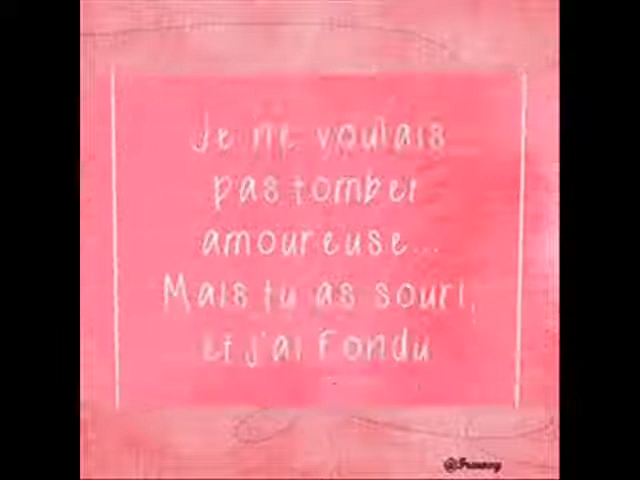 Je ne voulais
pas tomber
amoureuse...
Mais tu as souri,
et j'ai Fondu